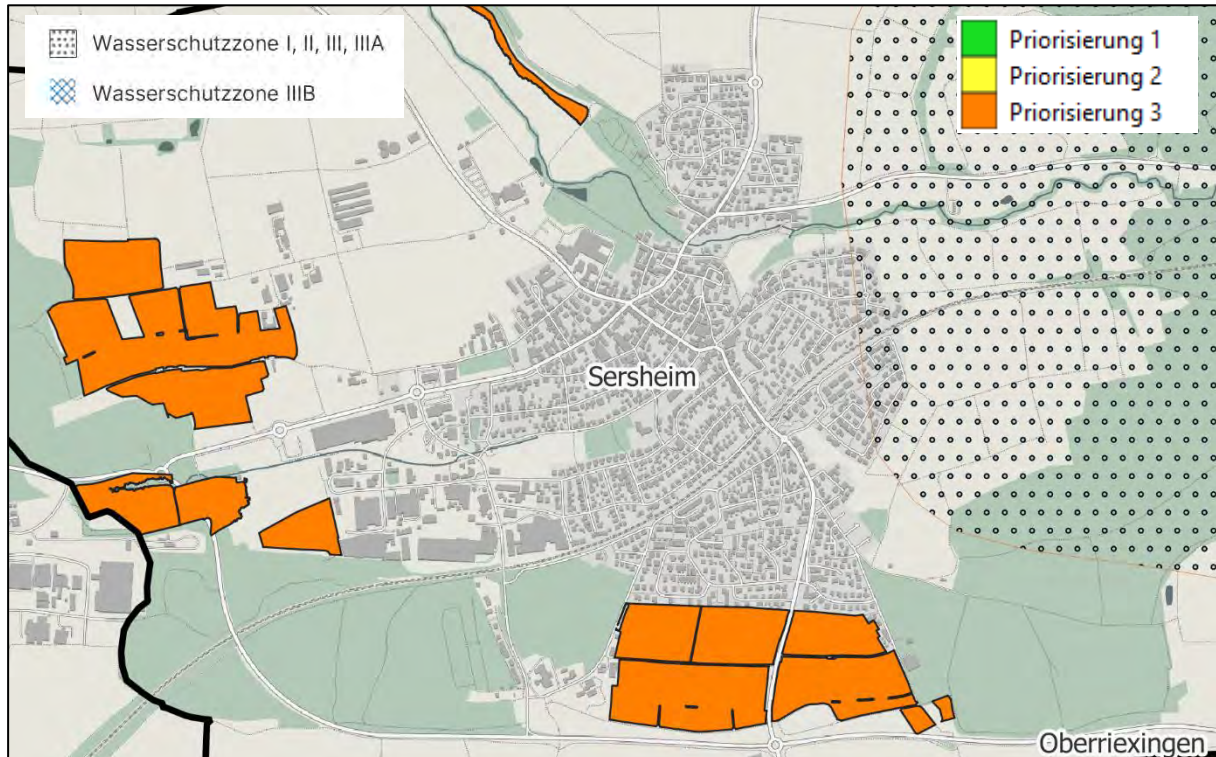 Wasserschutzzone I, II, III, IIIA
Wasserschutzzone IIIB
Priorisierung 1
Priorisierung 2
Priorisierung 3
Sersheim
Oberriexingen